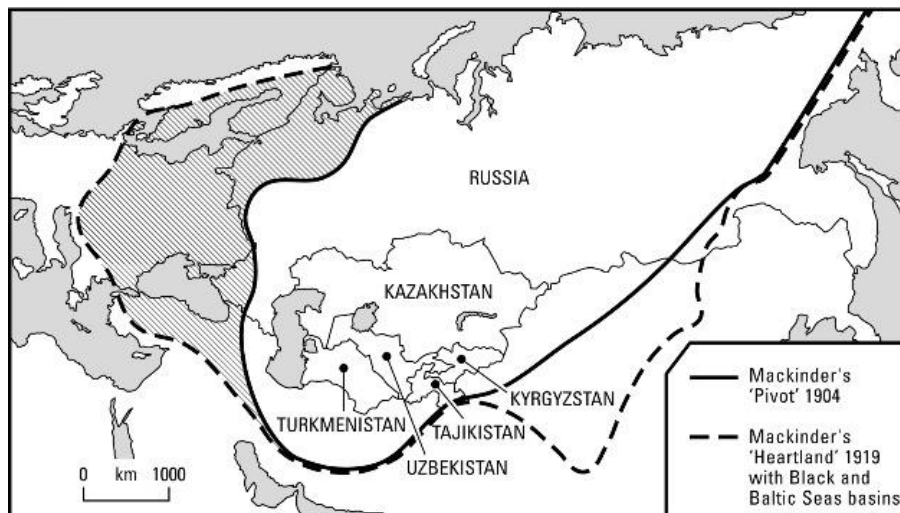 RUSSIA
KAZAKHSTAN
KYRGYZSTAN
TURKMENISTAN
TAJIKISTAN
UZBEKISTAN
0 km 1000
Mackinder's
'Pivot' 1904
Mackinder's
'Heartland' 1919
with Black and
Baltic Seas basins